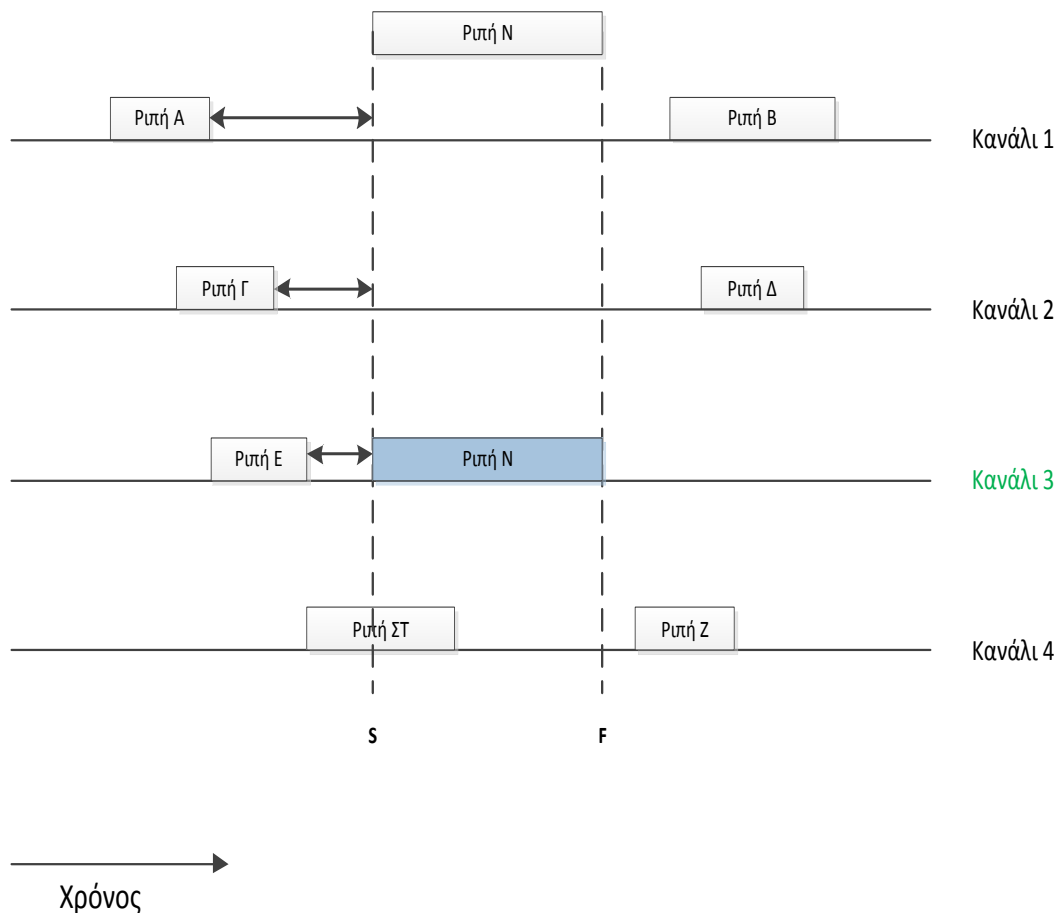 Ριπή Ν
Ριπή Α
Ριπή Β
Κανάλι 1
Ριπή Γ
Ριπή Δ
Κανάλι 2
Ριπή Ε
Ριπή Ν
Κανάλι 3
Ριπή ΣΤ
Ριπή Ζ
Κανάλι 4
S
F
Χρόνος